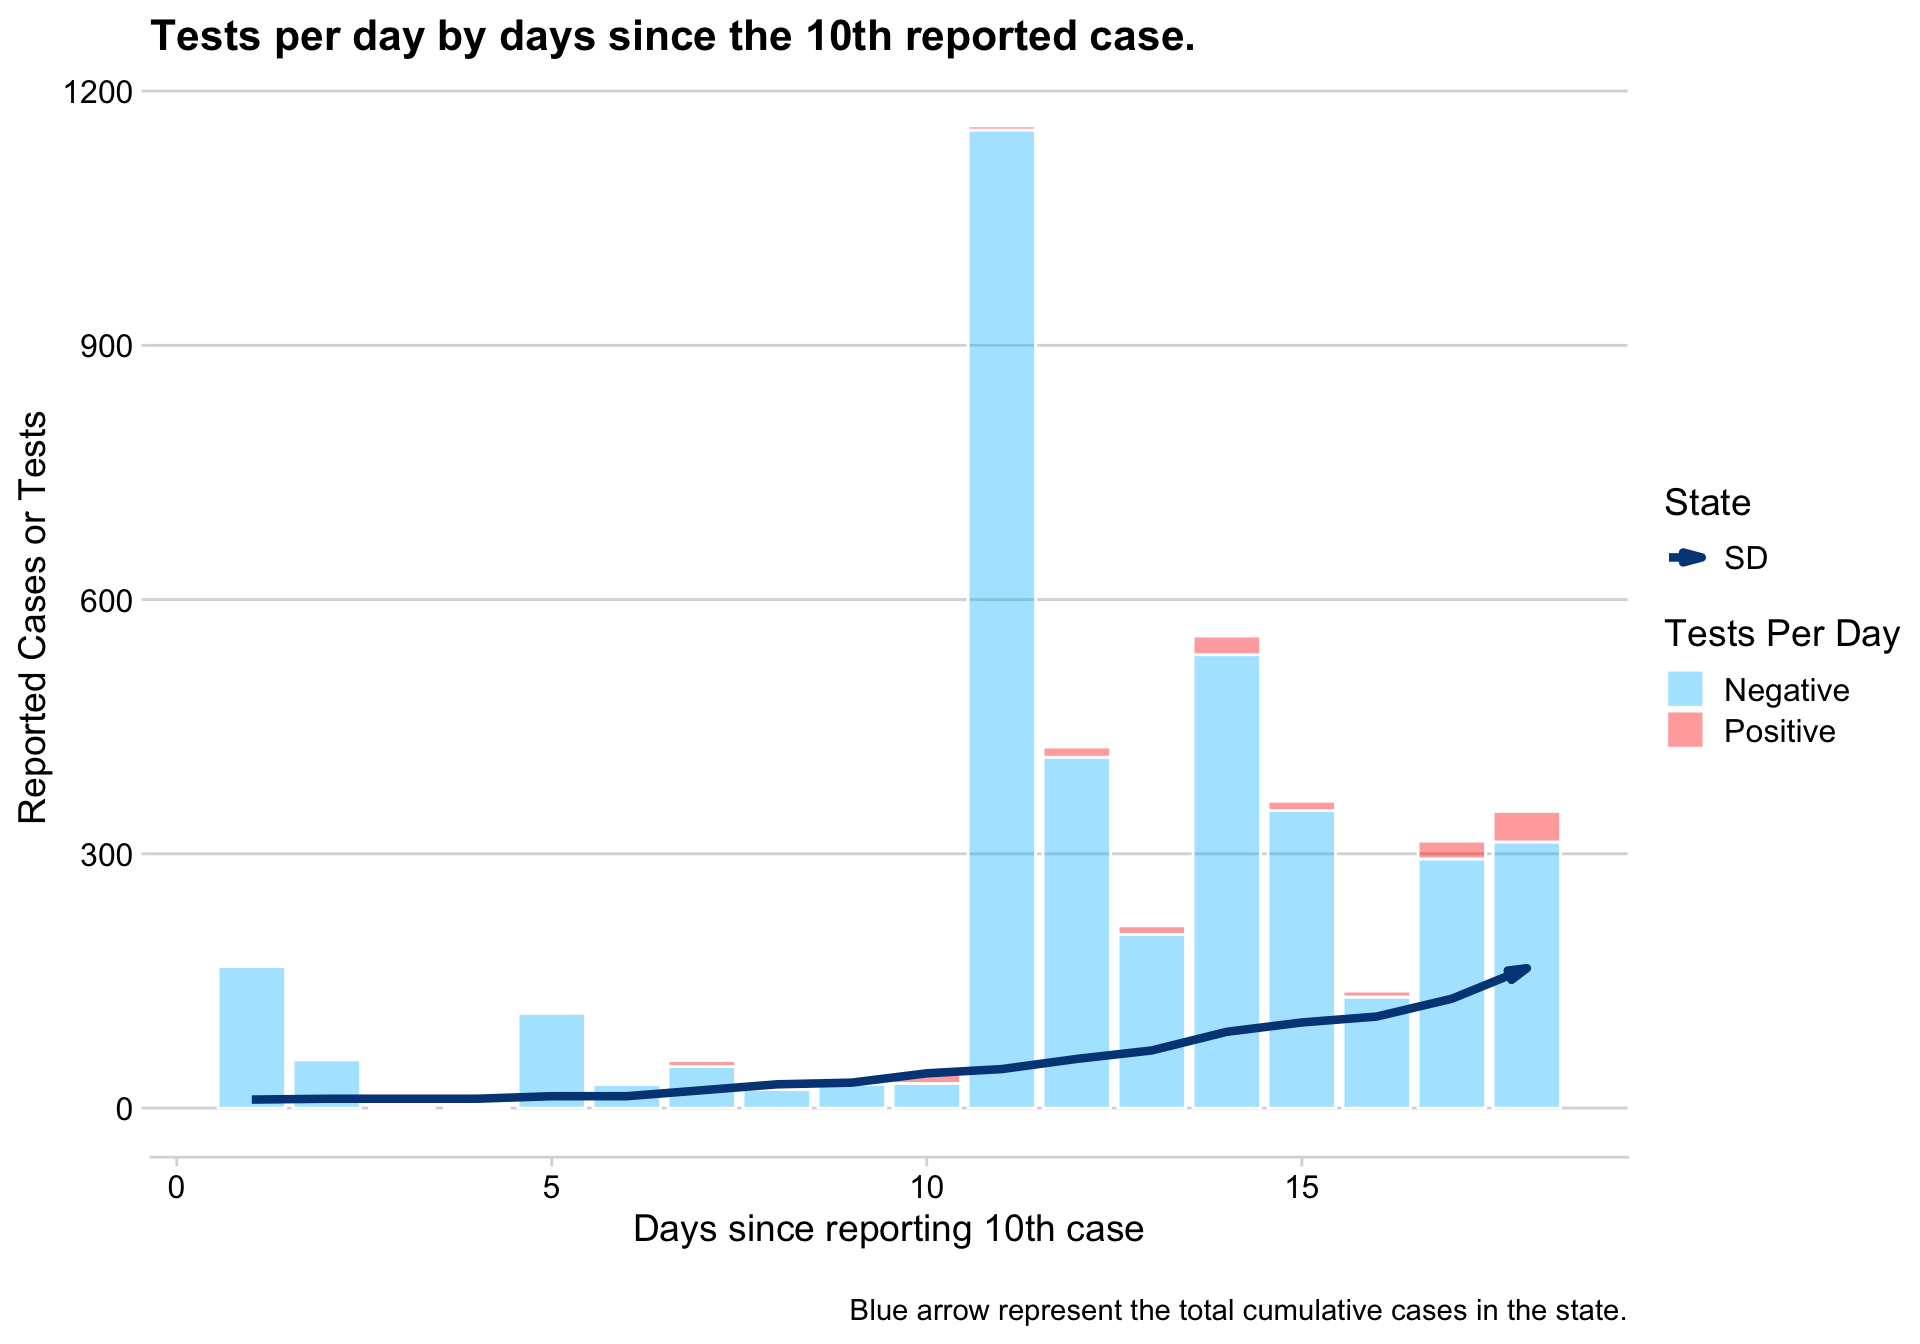 Tests per day by days since the 10th reported case.
1200
900
600
300
0
Reported Cases or Tests
0 5 10 15
Days since reporting 10th case
State
SD
Tests Per Day
Negative
Positive
Blue arrow represent the total cumulative cases in the state.